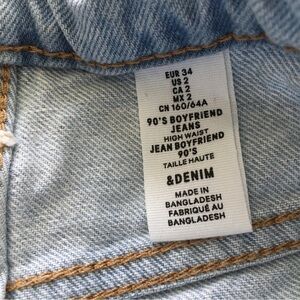 EUR 34
US 2
CA 2
MX 2
CN 160/64A
90'S BOYFRIEND
JEANS
HIGH WAIST
JEAN BOYFRIEND
90'S
TAILLE HAUTE
&DENIM
MADE IN
BANGLADESH
FABRIQUÉ AU
BANGLADESH